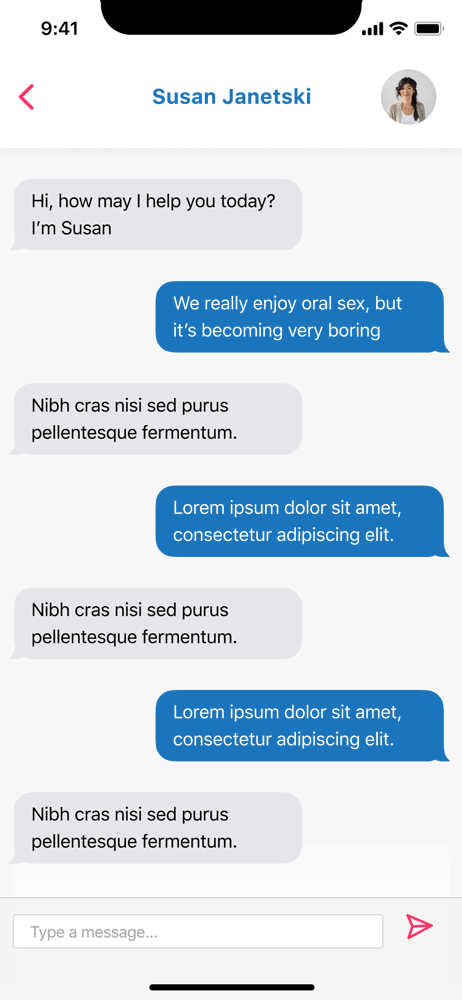 9:41
Susan Janetski
Hi, how may I help you today?
I’m Susan
We really enjoy oral sex, but
it’s becoming very boring
Nibh cras nisi sed purus
pellentesque fermentum.
Lorem ipsum dolor sit amet,
consectetur adipiscing elit.
Nibh cras nisi sed purus
pellentesque fermentum.
Lorem ipsum dolor sit amet,
consectetur adipiscing elit.
Nibh cras nisi sed purus
pellentesque fermentum.
Type a message...